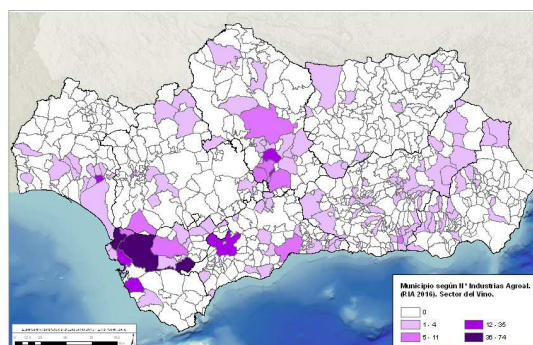 Municipio según Nº Industrias Agroal.
(RIA 2016). Sector del Vino.
0
1 - 4
12 - 35
5 - 11
36 - 74